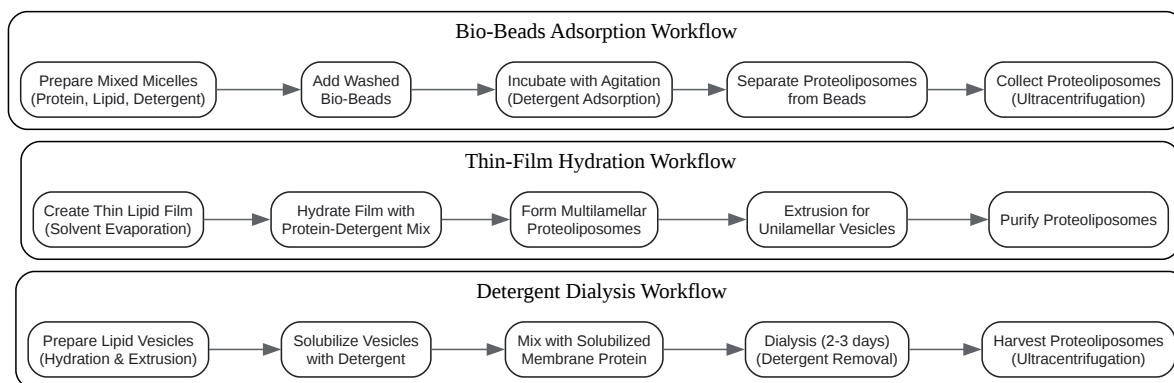 Bio-Beads Adsorption Workflow
Prepare Mixed Micelles
(Protein, Lipid, Detergent)
Add Washed
Bio-Beads
Incubate with Agitation
(Detergent Adsorption)
Separate Proteoliposomes
from Beads
Collect Proteoliposomes
(Ultracentrifugation)
Thin-Film Hydration Workflow
Create Thin Lipid Film
(Solvent Evaporation)
Hydrate Film with
Protein-Detergent Mix
Form Multilamellar
Proteoliposomes
Extrusion for
Unilamellar Vesicles
Purify Proteoliposomes
Detergent Dialysis Workflow
Prepare Lipid Vesicles
(Hydration & Extrusion)
Solubilize Vesicles
with Detergent
Mix with Solubilized
Membrane Protein
Dialysis (2-3 days)
(Detergent Removal)
Harvest Proteoliposomes
(Ultracentrifugation)